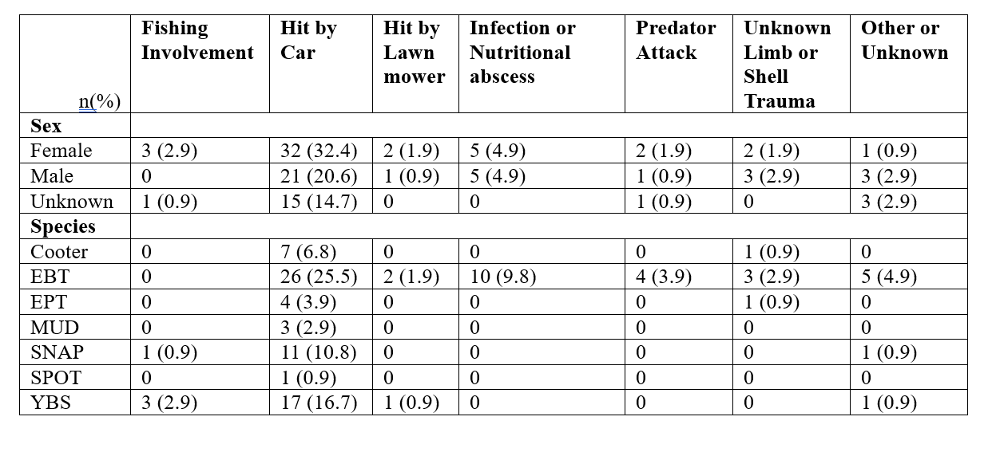 Fishing Hit by Hit by Infection or Predator Unknown Other or
Involvement Car Lawn Nutritional Attack Limb or Unknown
mower abscess Shell
n(%) Trauma
Sex
Female 3 (2.9) 32 (32.4) 2 (1.9) 5 (4.9) 2 (1.9) 2 (1.9) 1 (0.9)
Male 0 21 (20.6) 1 (0.9) 5 (4.9) 1 (0.9) 3 (2.9) 3 (2.9)
Unknown 1 (0.9) 15 (14.7) 0 0 1 (0.9) 0 3 (2.9)
Species
Cooter 0 7 (6.8) 0 0 0 1 (0.9) 0
EBT 0 26 (25.5) 2 (1.9) 10 (9.8) 4 (3.9) 3 (2.9) 5 (4.9)
EPT 0 4 (3.9) 0 0 0 1 (0.9) 0
MUD 0 3 (2.9) 0 0 0 0 0
SNAP 1 (0.9) 11 (10.8) 0 0 0 0 1 (0.9)
SPOT 0 1 (0.9) 0 0 0 0 0
YBS 3 (2.9) 17 (16.7) 1 (0.9) 0 0 0 1 (0.9)